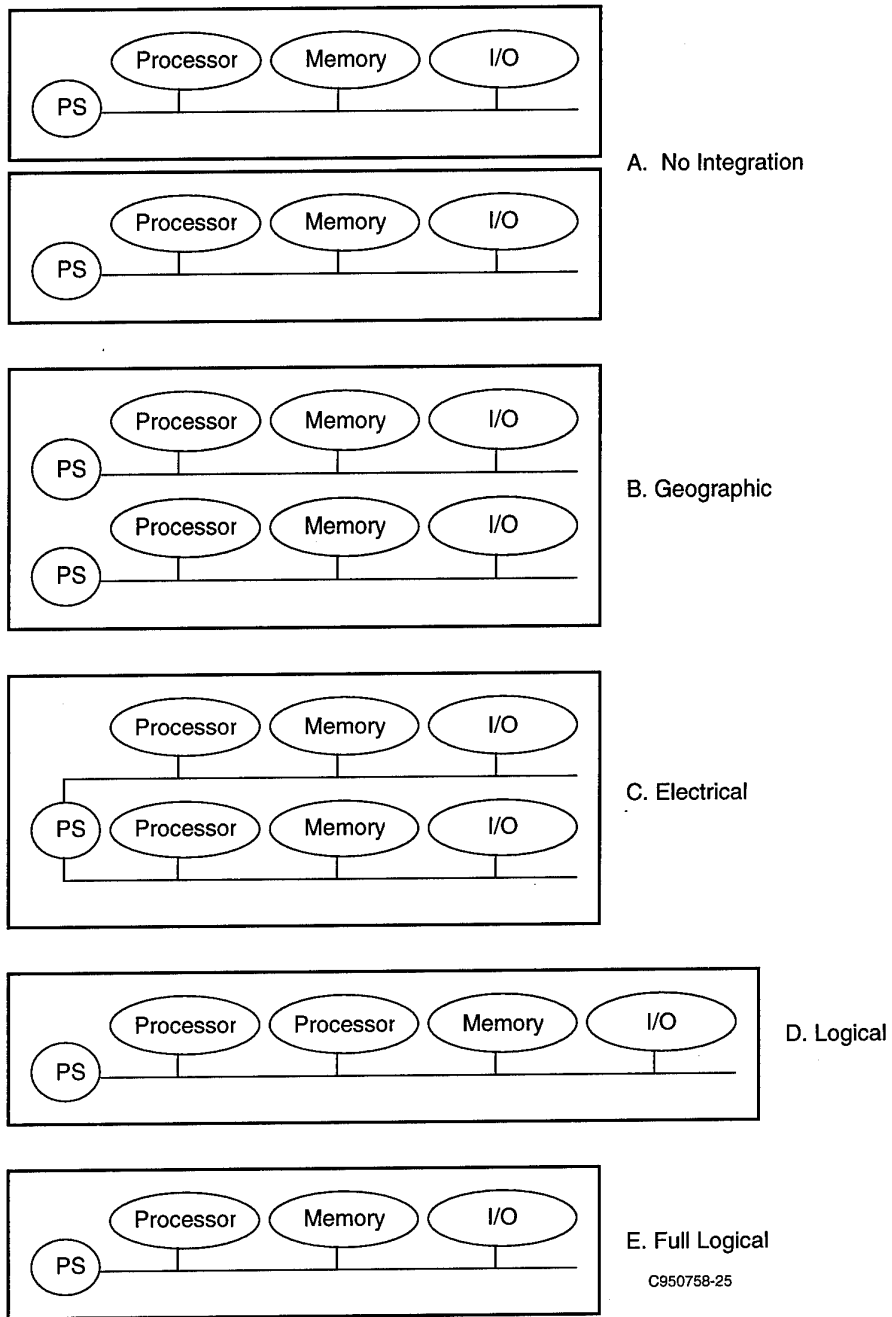 Processor Memory I/O
PS
A. No Integration
Processor Memory I/O
PS
Processor Memory I/O
PS
B. Geographic
Processor Memory I/O
PS
Processor Memory I/O
C. Electrical
PS Processor Memory I/O
Processor Processor Memory I/O
D. Logical
PS
Processor Memory I/O
E. Full Logical
PS
C950758-25